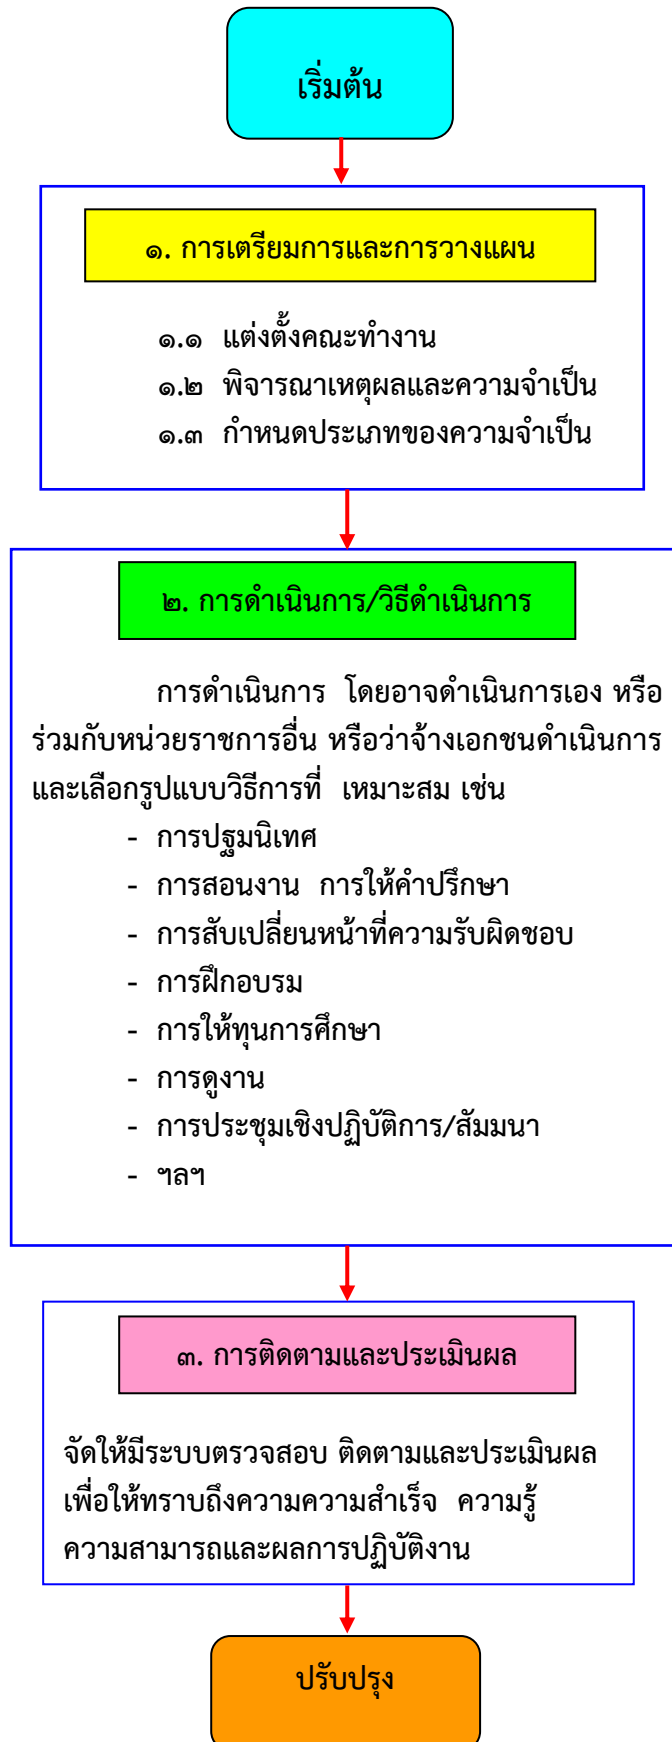 เริ่มต้น
๑. การเตรียมการและการวางแผน
๑.๑ แต่งตั้งคณะทำงาน
๑.๒ พิจารณาเหตุผลและความจำเป็น
๑.๓ กำหนดประเภทของความจำเป็น
๒. การดำเนินการ/วิธีดำเนินการ
การดำเนินการ โดยอาจดำเนินการเอง หรือ
ร่วมกับหน่วยราชการอื่น หรือว่าจ้างเอกชนดำเนินการ
และเลือกรูปแบบวิธีการที่ เหมาะสม เช่น
- การปฐมนิเทศ
- การสอนงาน การให้คำปรึกษา
- การสับเปลี่ยนหน้าที่ความรับผิดชอบ
- การฝึกอบรม
- การให้ทุนการศึกษา
- การดูงาน
- การประชุมเชิงปฏิบัติการ/สัมมนา
- ฯลฯ
๓. การติดตามและประเมินผล
จัดให้มีระบบตรวจสอบ ติดตามและประเมินผล
เพื่อให้ทราบถึงความความสำเร็จ ความรู้
ความสามารถและผลการปฏิบัติงาน
ปรับปรุง